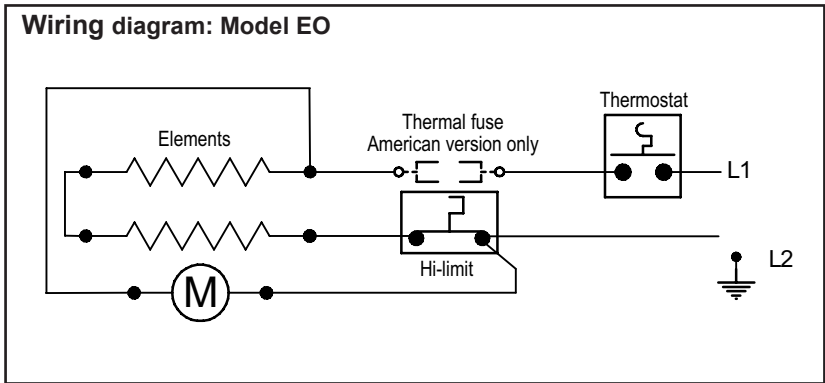 Wiring diagram: Model EO
Thermostat
Thermal fuse
American version only
Elements
L1
Hi-limit
L2
M